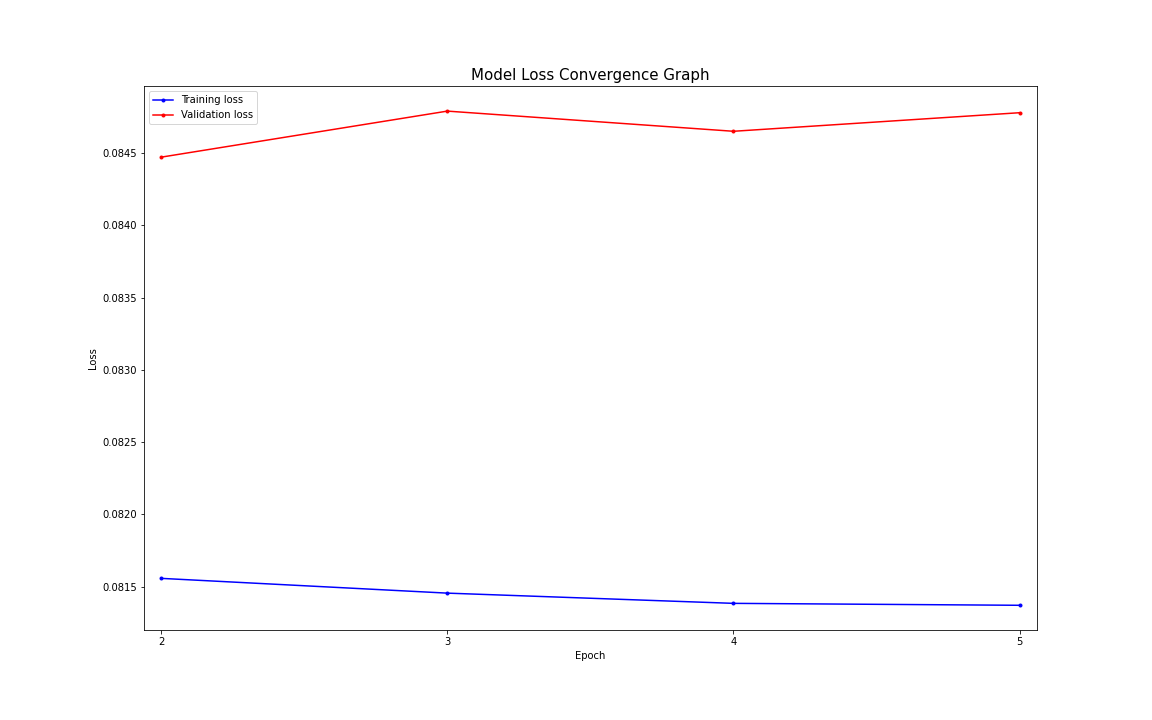 Model Loss Convergence Graph
Training loss
Validation loss
0.0845
0.0840
0.0835
0.0830
0.0825
0.0820
0.0815
Loss
2 3 4 5
Epoch